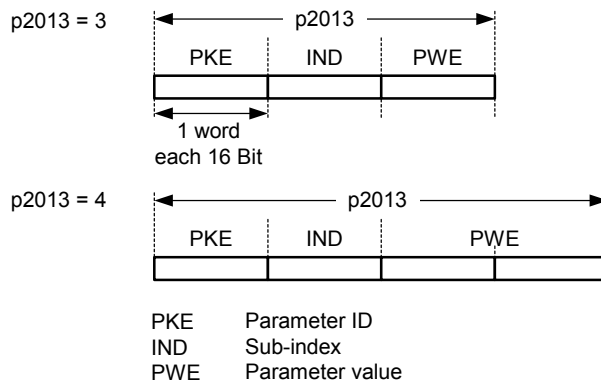 p2013 = 3
p2013
PKE IND PWE
1 word
each 16 Bit
p2013 = 4
p2013
PKE IND PWE
PKE Parameter ID
IND Sub-index
PWE Parameter value